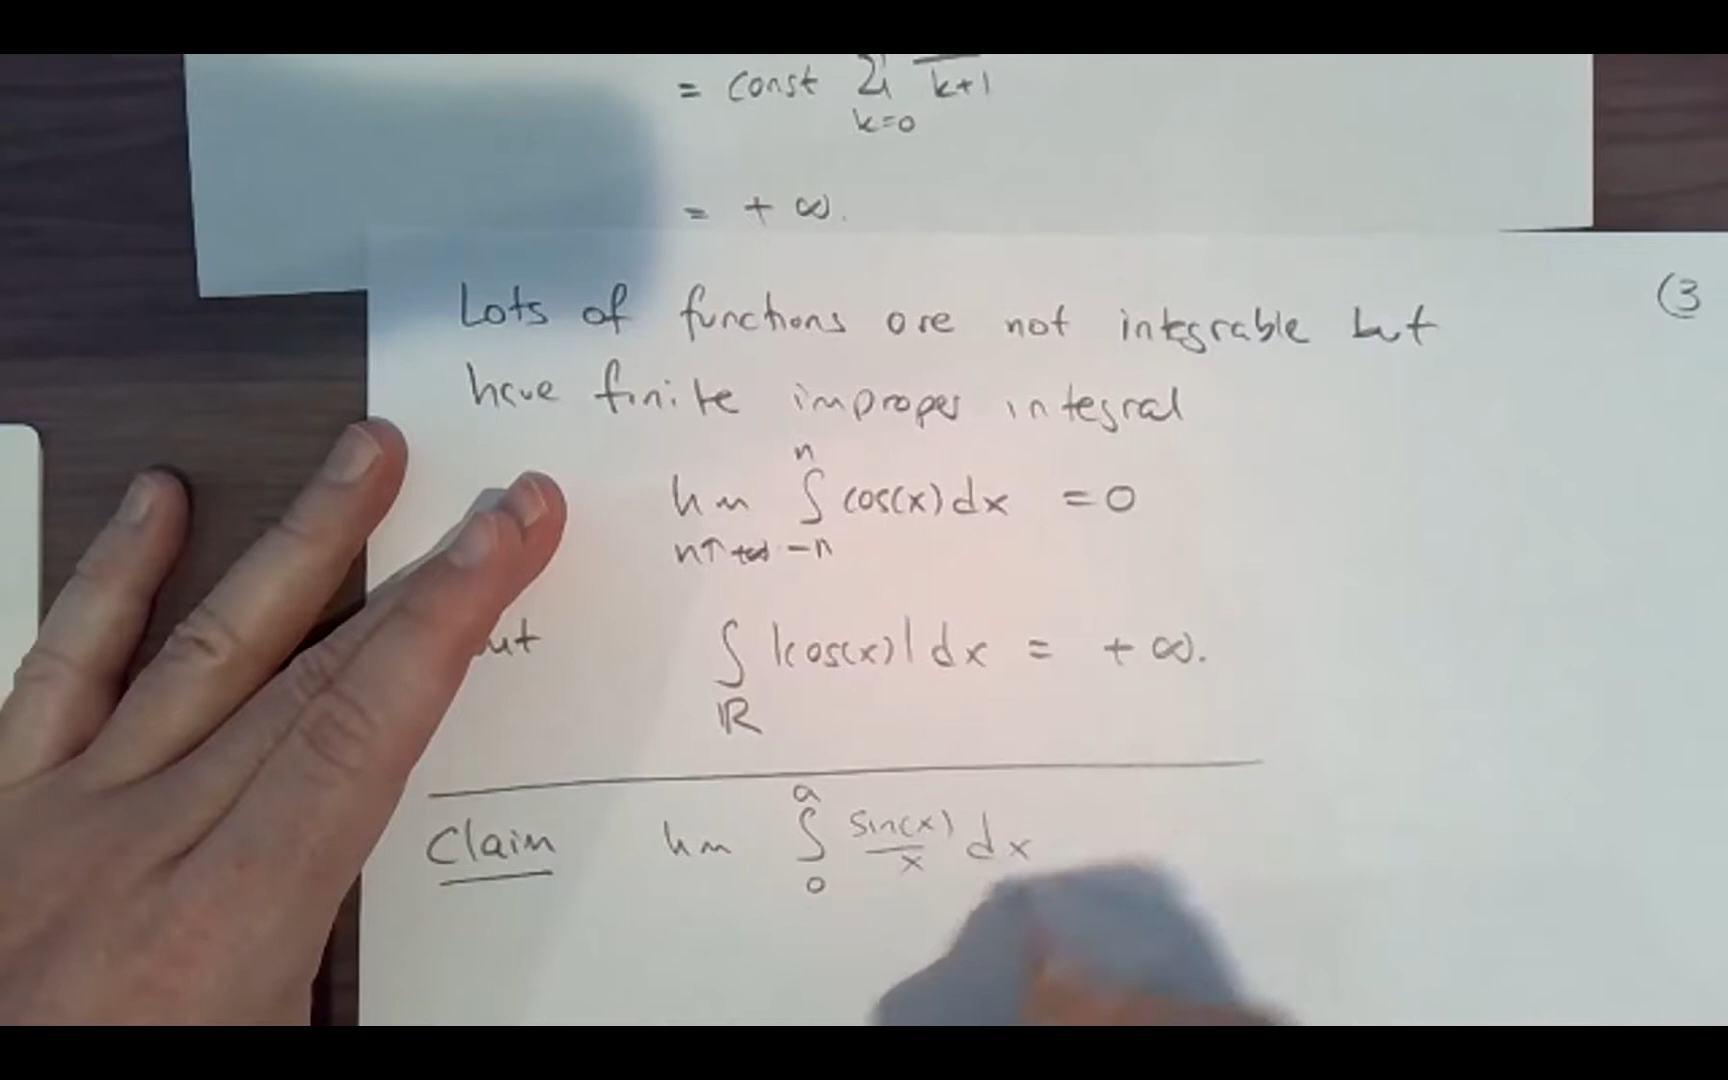 = const Σ k+1
k=0
= + ∞.
(3
Lots of functions are not integrable but
have finite improper integral
n
lim ∫ cos(x) dx = 0
n↑ -n
ut ∫ |cos(x)| dx = + ∞.
ℝ
a
Claim lim ∫ sin(x)/x dx
0